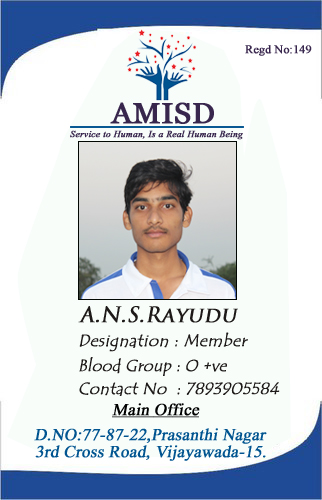 Regd No:149
AMISD
Service to Human, Is a Real Human Being
A.N.S.RAYUDU
Designation : Member
Blood Group : O +ve
Contact No : 7893905584
Main Office
D.NO:77-87-22,Prasanthi Nagar
3rd Cross Road, Vijayawada-15.